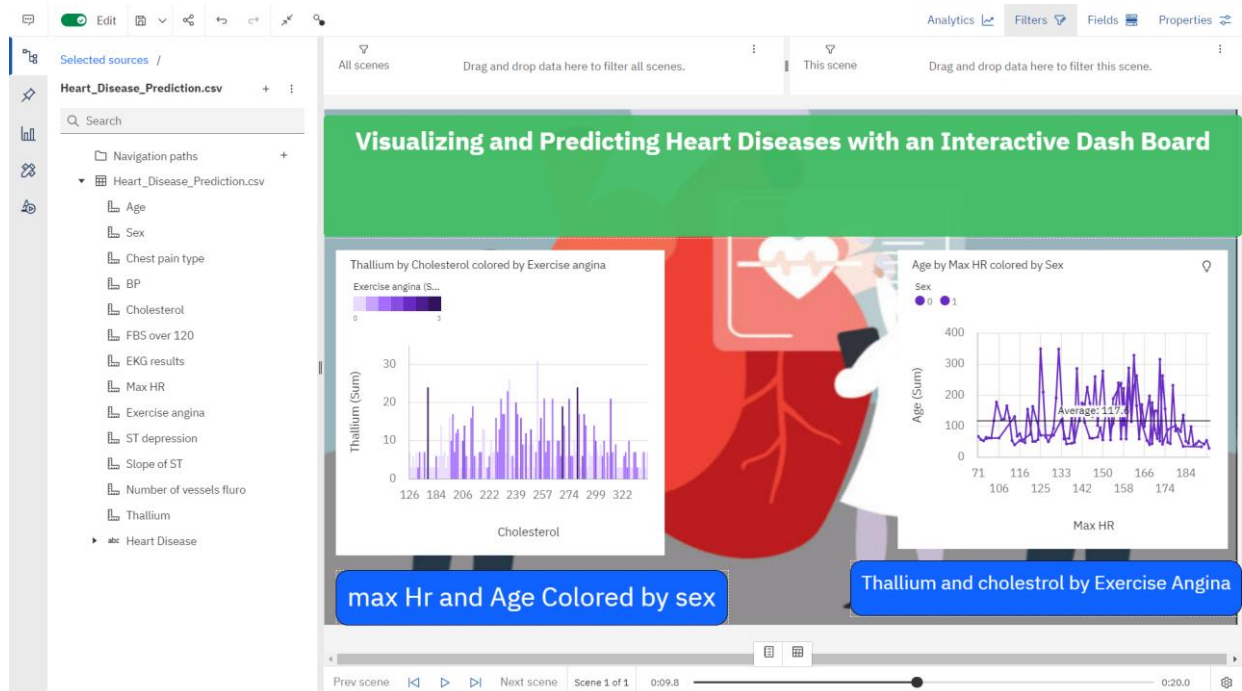 Edit
Analytics
Filters
Fields
Properties
Selected sources /
Heart_Disease_Prediction.csv
Search
Navigation paths
Heart_Disease_Prediction.csv
Age
Sex
Chest pain type
BP
Cholesterol
FBS over 120
EKG results
Max HR
Exercise angina
ST depression
Slope of ST
Number of vessels fluro
Thallium
abc Heart Disease
All scenes
Drag and drop data here to filter all scenes.
This scene
Drag and drop data here to filter this scene.
Visualizing and Predicting Heart Diseases with an Interactive Dash Board
Thallium by Cholesterol colored by Exercise angina
Exercise angina (S...
0 3
Thallium (Sum)
30
20
10
0
126 184 206 222 239 257 274 299 322
Cholesterol
Age by Max HR colored by Sex
Sex
0 1
Age (Sum)
400
300
200
100
0
Average: 117.6
71 116 133 150 166 184
106 125 142 158 174
Max HR
max Hr and Age Colored by sex
Thallium and cholestrol by Exercise Angina
Prev scene
Next scene
Scene 1 of 1
0:09.8
0:20.0